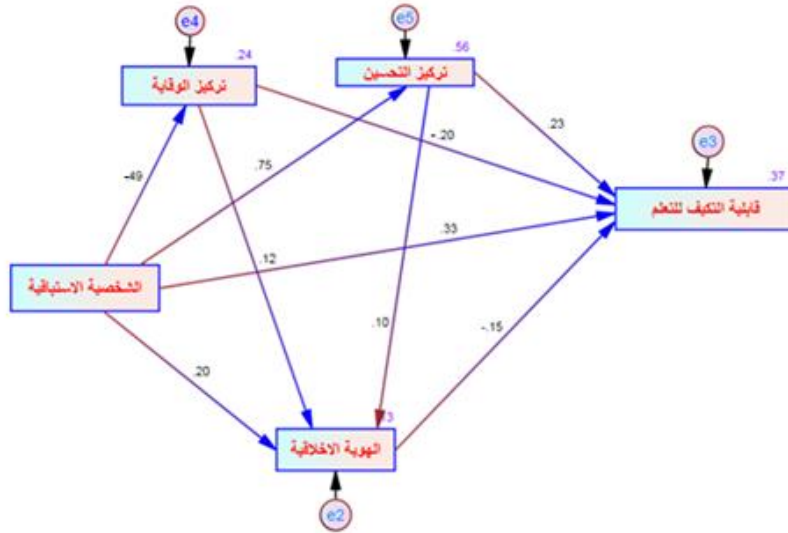 e4
e5
.24
.56
تركيز الوقاية
تركيز التحسين
-.20
.23
e3
.37
-49
.75
قابلية التكيف للتعلم
.33
الشخصية الاستباقية
.12
.10
-.15
.20
الهوية الاخلاقية
e2